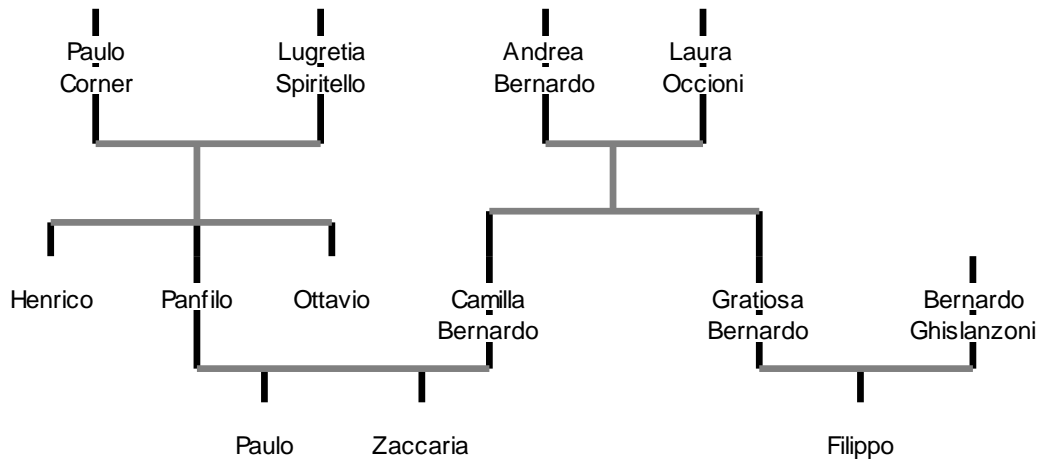 Paulo Lugretia Andrea Laura
Corner Spiritello Bernardo Occioni
Henrico Panfilo Ottavio Camilla Gratiosa Bernardo
Bernardo Bernardo Ghislanzoni
Paulo Zaccaria Filippo